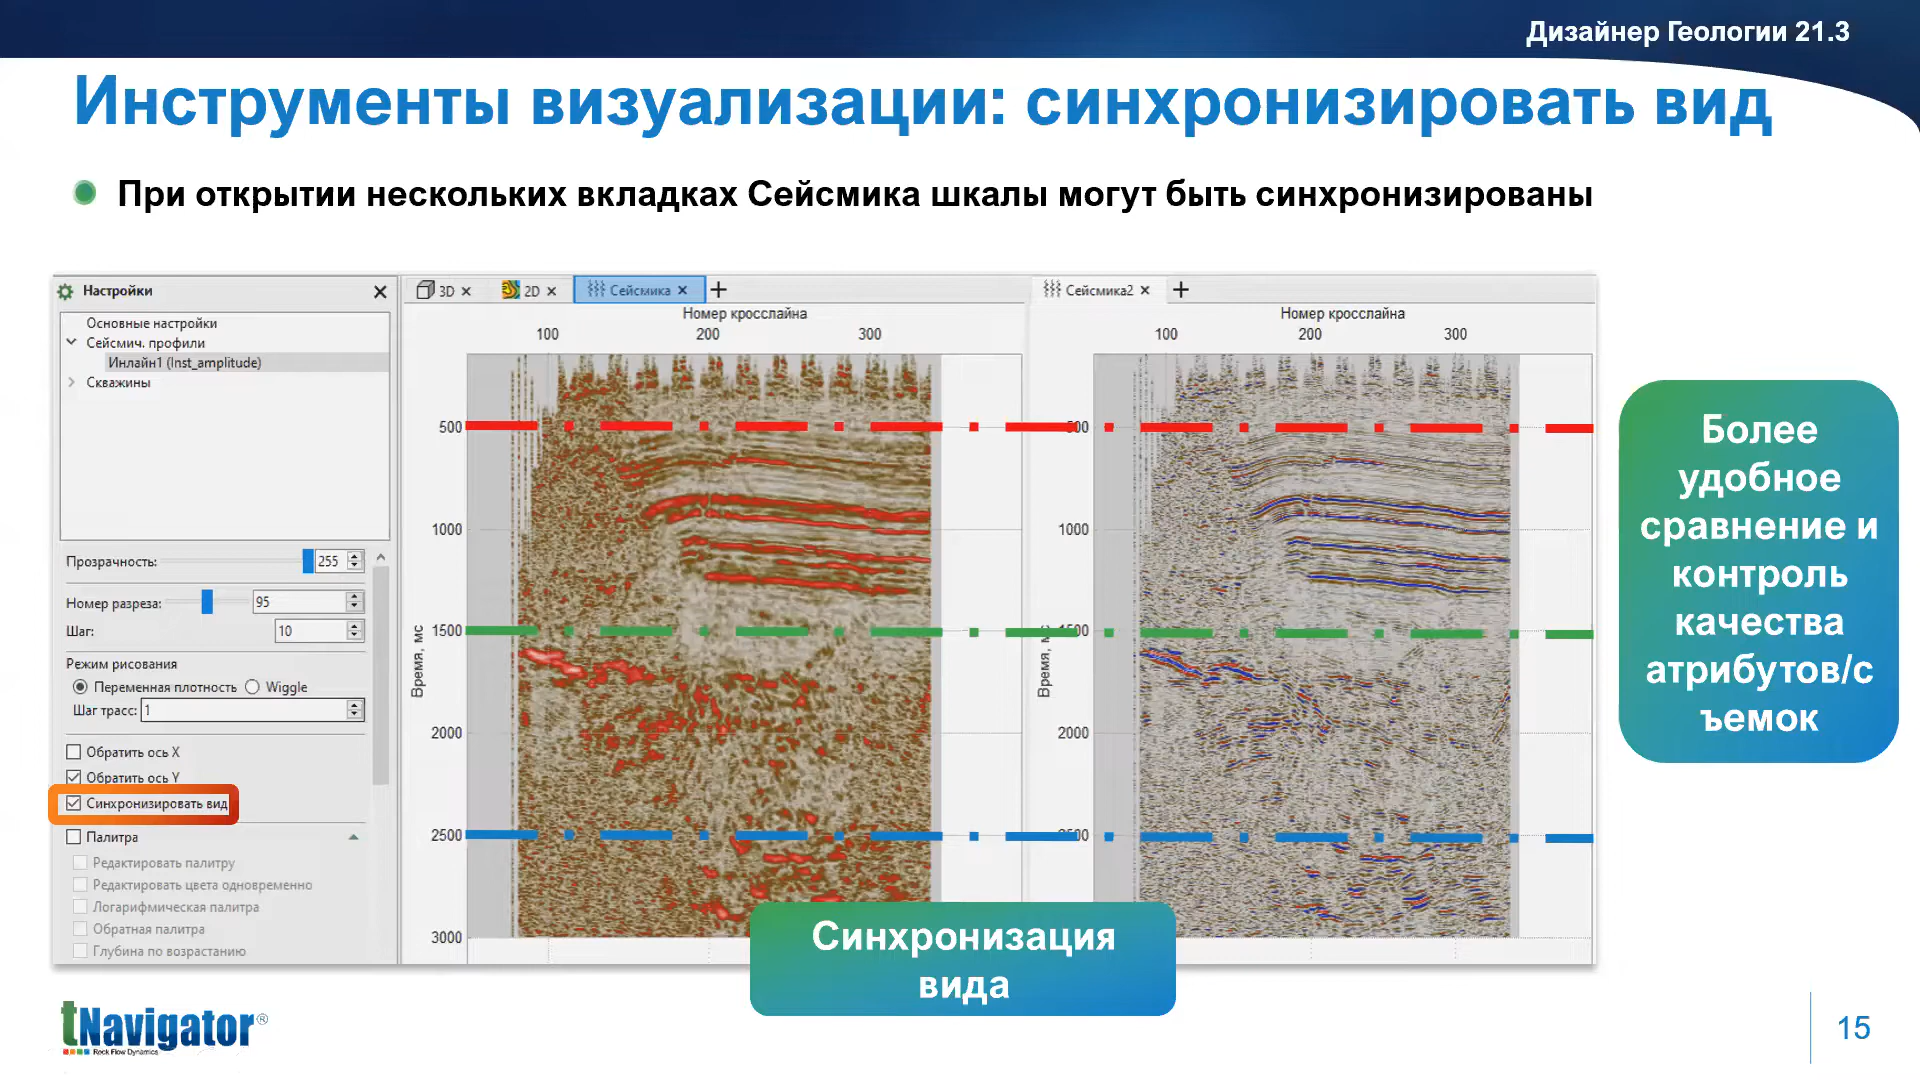 Дизайнер Геологии 21.3
Инструменты визуализации: синхронизировать вид
При открытии нескольких вкладках Сейсмика шкалы могут быть синхронизированы
Настройки
Основные настройки
Сейсмич. профили
Инлайн1 (Inst_amplitude)
Скважины
Прозрачность: 255
Номер разреза: 95
Шаг: 10
Режим рисования
Переменная плотность Wiggle
Шаг трасс: 1
Обратить ось X
Обратить ось Y
Синхронизировать вид
Палитра
Редактировать палитру
Редактировать цвета одновременно
Логарифмическая палитра
Обратная палитра
Глубина по возрастанию
3D 2D Сейсмика
Номер кросслайна
100 200 300
500
1000
1500
2000
2500
3000
Время, мс
Сейсмика2
Номер кросслайна
100 200 300
500
1000
1500
2000
2500
Время, мс
Синхронизация
вида
Более
удобное
сравнение и
контроль
качества
атрибутов/с
ъемок
tNavigator®
Rock Flow Dynamics
15